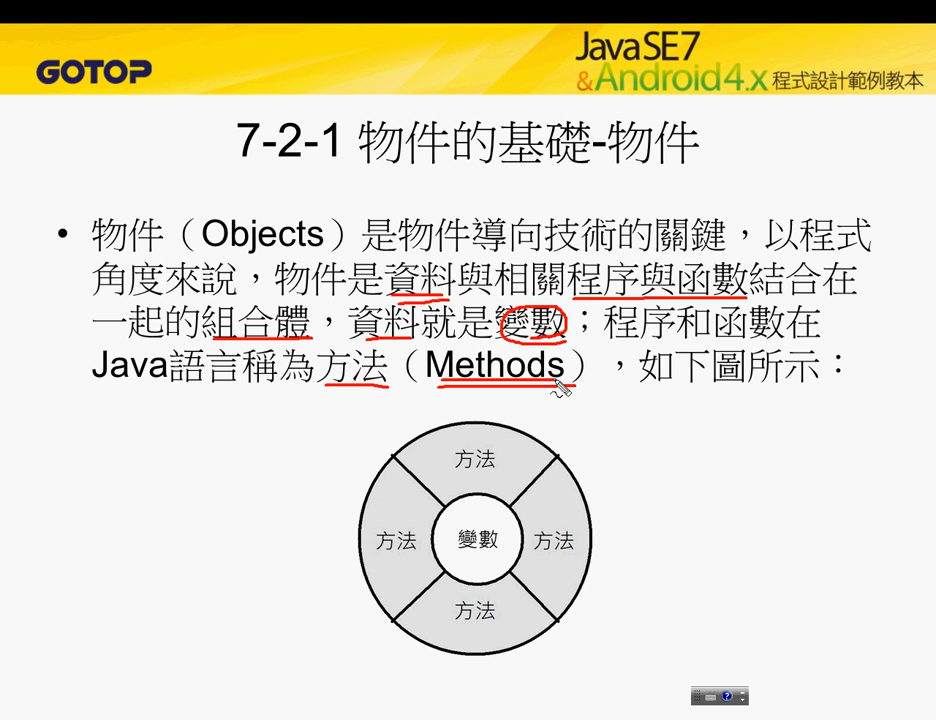 GOTOP
JavaSE7
&Android4.x 程式設計範例教本
7-2-1 物件的基礎-物件
• 物件（Objects）是物件導向技術的關鍵，以程式
角度來說，物件是資料與相關程序與函數結合在
一起的組合體，資料就是變數；程序和函數在
Java語言稱為方法（Methods），如下圖所示：
方法
方法 變數 方法
方法
?